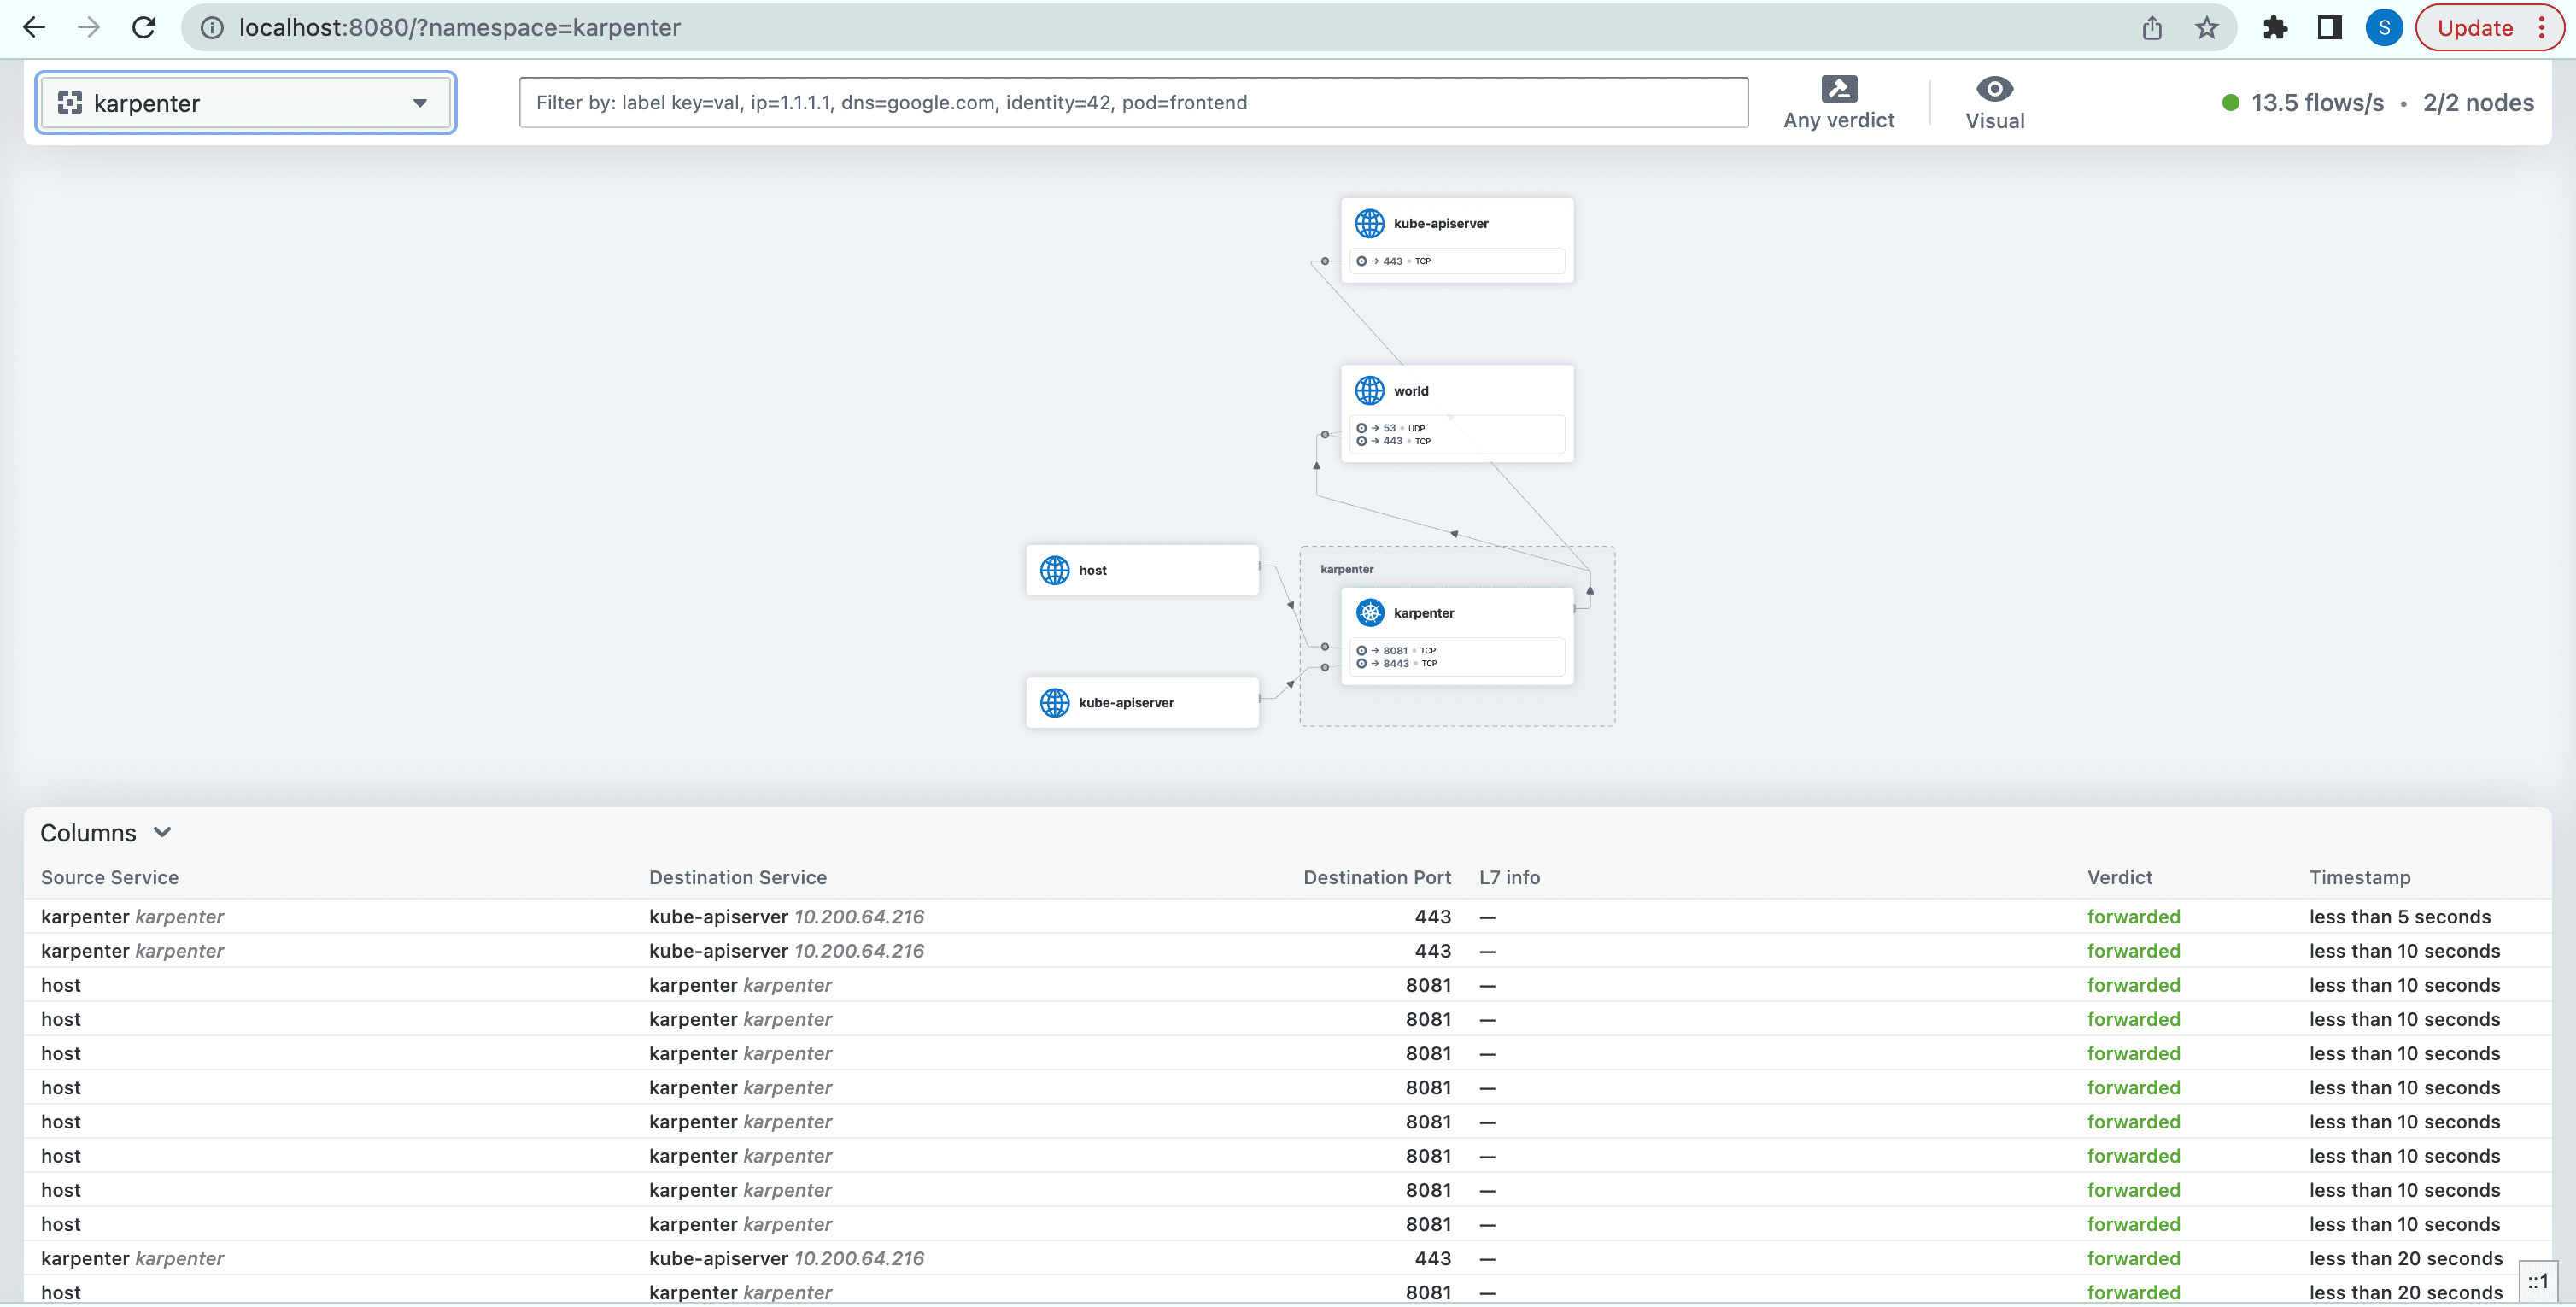 localhost:8080/?namespace=karpenter
S
Update
karpenter
Filter by: label key=val, ip=1.1.1.1, dns=google.com, identity=42, pod=frontend
Any verdict
Visual
13.5 flows/s • 2/2 nodes
kube-apiserver
→ 443 • TCP
world
→ 53 • UDP
→ 443 • TCP
host
karpenter
karpenter
→ 8081 • TCP
→ 8443 • TCP
kube-apiserver
Columns
Source Service Destination Service Destination Port L7 info Verdict Timestamp
karpenter karpenter kube-apiserver 10.200.64.216 443 — forwarded less than 5 seconds
karpenter karpenter kube-apiserver 10.200.64.216 443 — forwarded less than 10 seconds
host karpenter karpenter 8081 — forwarded less than 10 seconds
host karpenter karpenter 8081 — forwarded less than 10 seconds
host karpenter karpenter 8081 — forwarded less than 10 seconds
host karpenter karpenter 8081 — forwarded less than 10 seconds
host karpenter karpenter 8081 — forwarded less than 10 seconds
host karpenter karpenter 8081 — forwarded less than 10 seconds
host karpenter karpenter 8081 — forwarded less than 10 seconds
host karpenter karpenter 8081 — forwarded less than 10 seconds
karpenter karpenter kube-apiserver 10.200.64.216 443 — forwarded less than 20 seconds
host karpenter karpenter 8081 — forwarded less than 20 seconds
::1